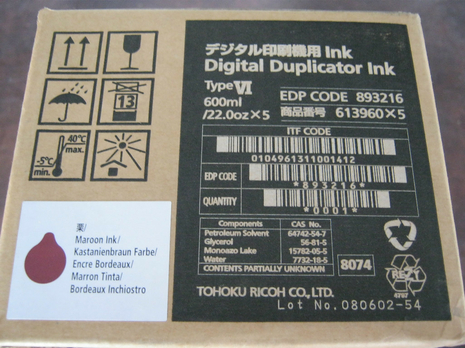 デジタル印刷機用 Ink
Digital Duplicator Ink
Type VI
600ml
/22.0oz×5
EDP CODE 893216
商品番号 613960×5
ITF CODE
0104961311001412
EDP CODE
*893216*
QUANTITY
*0001*
Components CAS No.
Petroleum Solvent 64742-54-7
Glycerol 56-81-5
Monoazo Lake 15782-05-5
Water 7732-18-5
CONTENTS PARTIALLY UNKNOWN
8074
RESY
4797
TOHOKU RICOH CO., LTD.
Lot No. 080602-54
13
40℃
max.
-5℃
min.
栗/
Maroon Ink/
Kastanienbraun Farbe/
Encre Bordeaux/
Marron Tinta/
Bordeaux Inchiostro